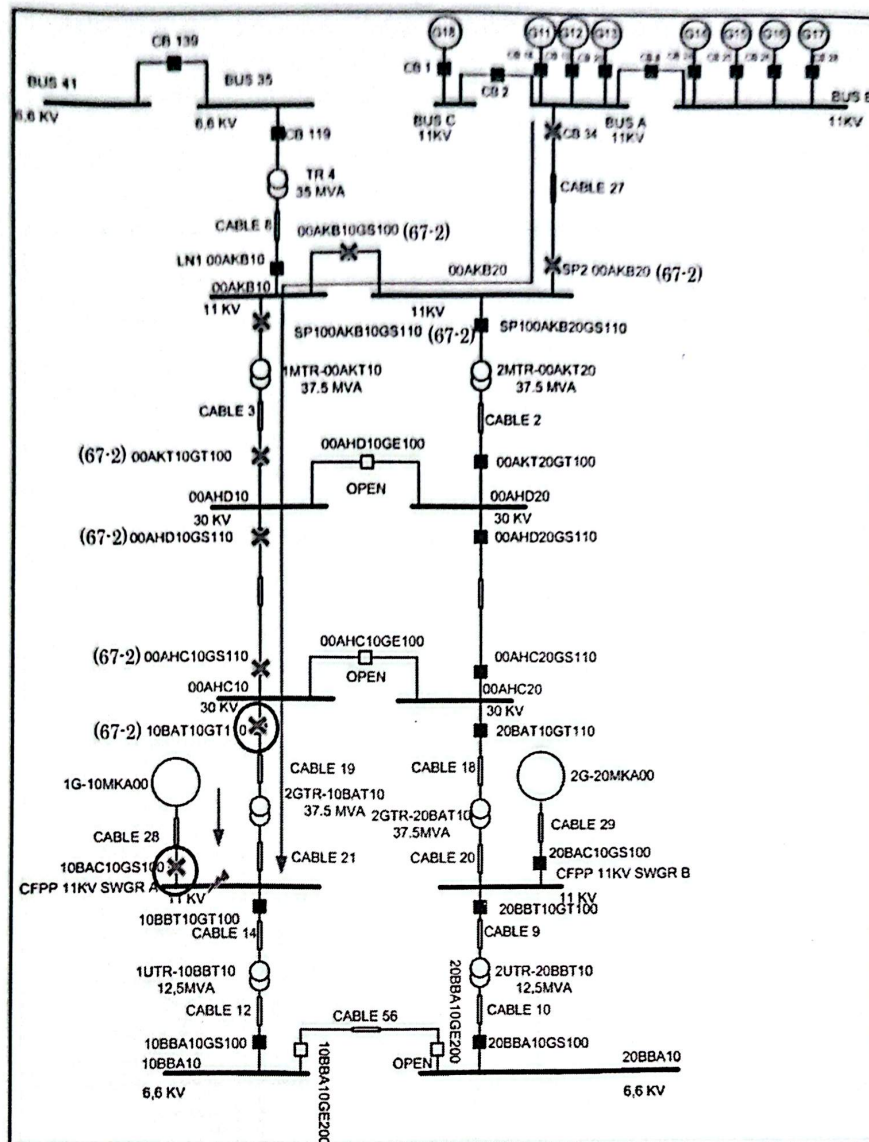 CB 139
BUS 41
6,6 KV
BUS 35
6,6 KV
CB 119
TR 4
35 MVA
CABLE 8
LN1 00AKB10
00AKB10
11 KV
00AKB10GS100 (67-2)
G18
G11
G12
G13
G14
G15
G16
G17
CB 1
CB 2
BUS C
11KV
BUS A
11KV
BUS B
11KV
CB 34
CABLE 27
00AKB20
SP2 00AKB20 (67-2)
11KV
SP100AKB10GS110 (67-2)
SP100AKB20GS110
1MTR-00AKT10
37.5 MVA
2MTR-00AKT20
37.5 MVA
CABLE 3
CABLE 2
(67-2) 00AKT10GT100
00AHD10GE100
OPEN
00AKT20GT100
00AHD10
30 KV
00AHD20
30 KV
(67-2) 00AHD10GS110
00AHD20GS110
(67-2) 00AHC10GS110
00AHC10GE100
OPEN
00AHC20GS110
00AHC10
30 KV
00AHC20
30 KV
(67-2) 10BAT10GT110
20BAT10GT110
1G-10MKA00
CABLE 19
CABLE 18
2G-20MKA00
2GTR-10BAT10
37.5 MVA
2GTR-20BAT10
37.5MVA
CABLE 28
CABLE 29
10BAC10GS100
CABLE 21
CABLE 20
20BAC10GS100
CFPP 11KV SWGR A
11 KV
CFPP 11KV SWGR B
11 KV
10BBT10GT100
20BBT10GT100
CABLE 14
CABLE 9
1UTR-10BBT10
12,5MVA
2UTR-20BBT10
12,5MVA
CABLE 12
CABLE 56
CABLE 10
10BBA10GS100
10BBA10GE200
20BBA10GE200
20BBA10GS100
10BBA10
OPEN
20BBA10
6,6 KV
6,6 KV